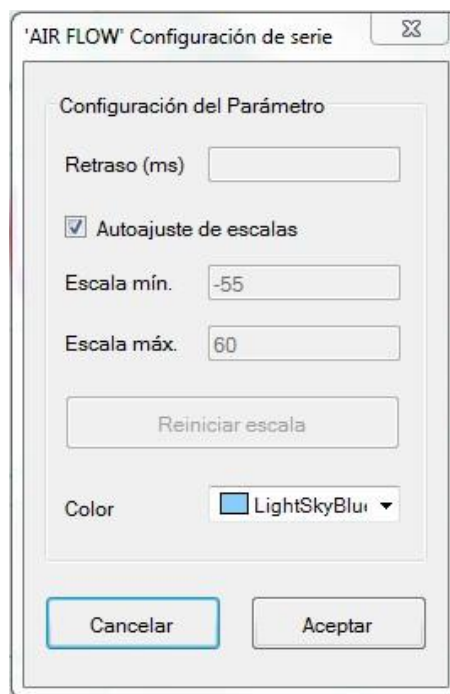 'AIR FLOW' Configuración de serie
Configuración del Parámetro
Retraso (ms)
Autoajuste de escalas
Escala mín. -55
Escala máx. 60
Reiniciar escala
Color LightSkyBlu
Cancelar Aceptar